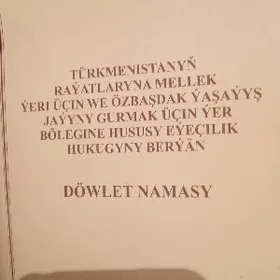 TÜRKMENISTANYŇ
RAÝATLARYNA MELLEK
ÝERI ÜÇIN WE ÖZBAŞDAK ÝAŞAÝYŞ
JAÝYNY GURMAK ÜÇIN ÝER
BÖLEGINE HUSUSY EÝEÇILIK
HUKUGYNY BERÝÄN
DÖWLET NAMASY